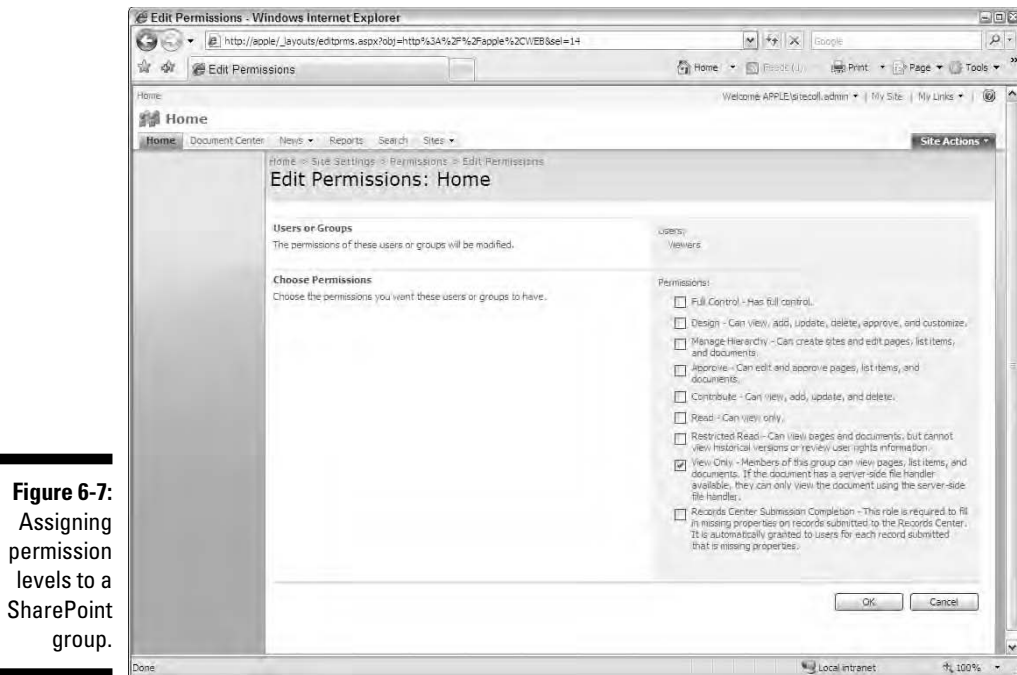 Edit Permissions - Windows Internet Explorer
http://apple/_layouts/editprms.aspx?obj=http%3A%2F%2Fapple%2CWEB&sel=14
Google
Edit Permissions
Home
Feeds (J)
Print
Page
Tools
Home
Welcome APPLE\sitecoll.admin
My Site
My Links
Home
Home
Document Center
News
Reports
Search
Sites
Site Actions
Home > Site Settings > Permissions > Edit Permissions
Edit Permissions: Home
Users or Groups
The permissions of these users or groups will be modified.
Users:
Viewers
Choose Permissions
Choose the permissions you want these users or groups to have.
Permissions:
Full Control - Has full control.
Design - Can view, add, update, delete, approve, and customize.
Manage Hierarchy - Can create sites and edit pages, list items,
and documents.
Approve - Can edit and approve pages, list items, and
documents.
Contribute - Can view, add, update, and delete.
Read - Can view only.
Restricted Read - Can view pages and documents, but cannot
view historical versions or review user rights information.
View Only - Members of this group can view pages, list items, and
documents. If the document has a server-side file handler
available, they can only view the document using the server-side
file handler.
Records Center Submission Completion - This role is required to fill
in missing properties on records submitted to the Records Center.
It is automatically granted to users for each record submitted
that is missing properties.
OK
Cancel
Done
Local intranet
100%
Figure 6-7:
Assigning
permission
levels to a
SharePoint
group.